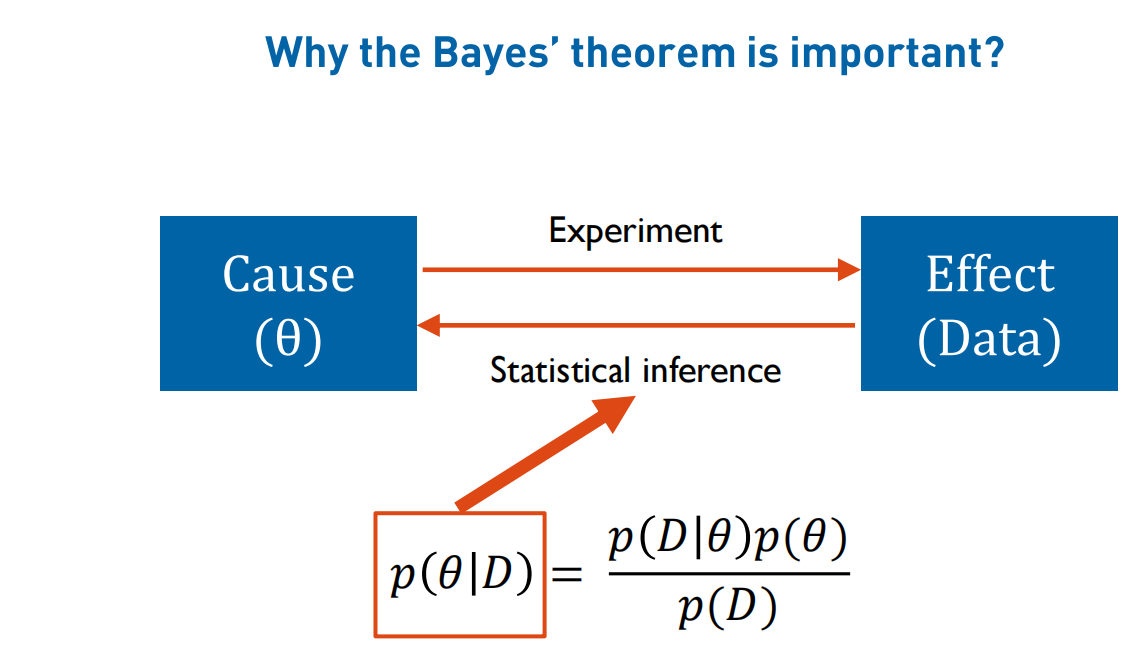 Why the Bayes’ theorem is important?
Experiment
Cause
(θ)
Effect
(Data)
Statistical inference
p(θ|D) = p(D|θ)p(θ)
p(D)